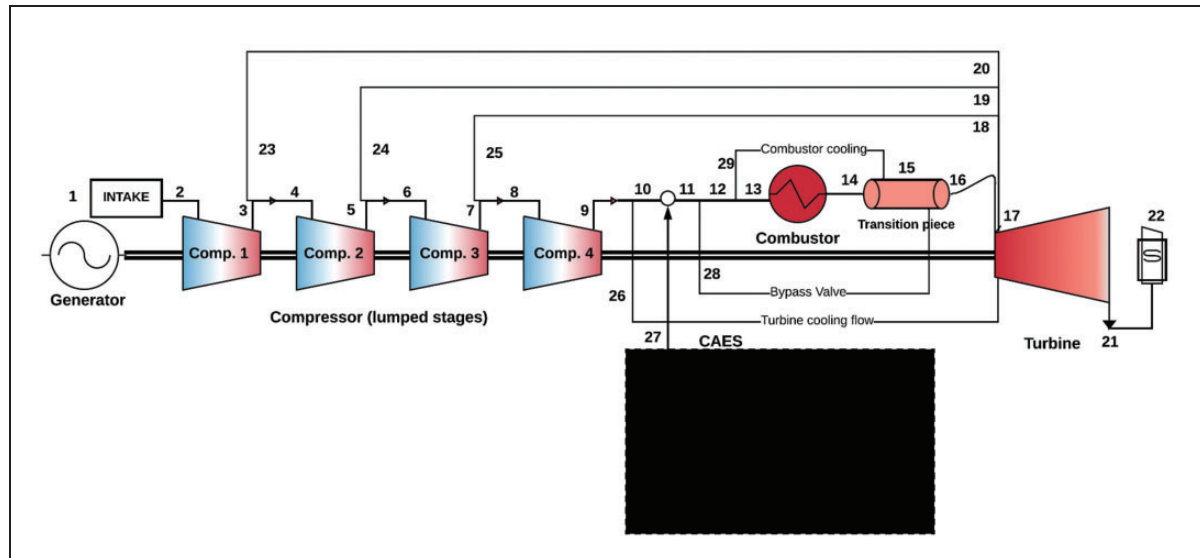 20
19
18
23
24
25
Combustor cooling
29
15
1
INTAKE
2
3
4
5
6
7
8
9
10
11
12
13
14
16
17
22
Transition piece
Comp. 1
Comp. 2
Comp. 3
Comp. 4
Combustor
28
Generator
Bypass Valve
26
Compressor (lumped stages)
Turbine cooling flow
27
CAES
Turbine
21